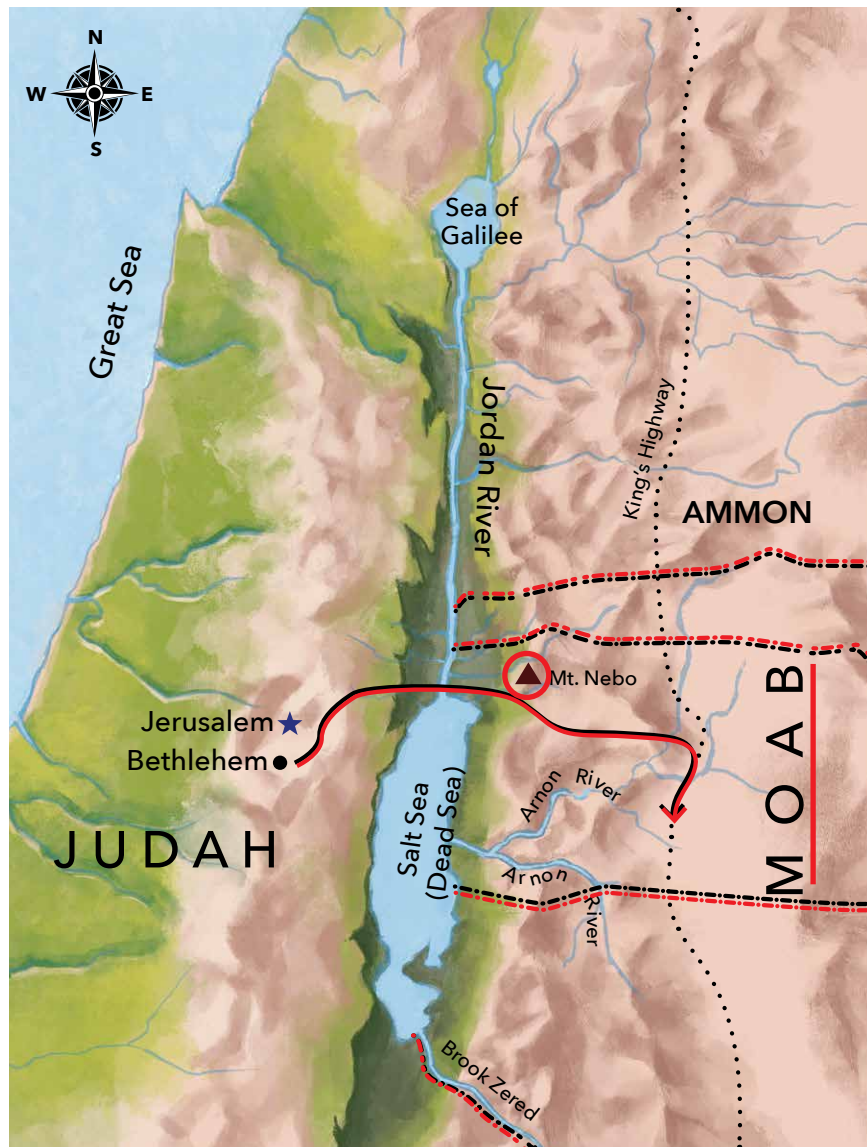 N
W E
S
Sea of
Galilee
Great Sea
Jordan River
King's Highway
AMMON
Mt. Nebo
MOAB
Jerusalem
Bethlehem
JUDAH
Salt Sea
(Dead Sea)
Arnon River
Arnon River
Brook Zered